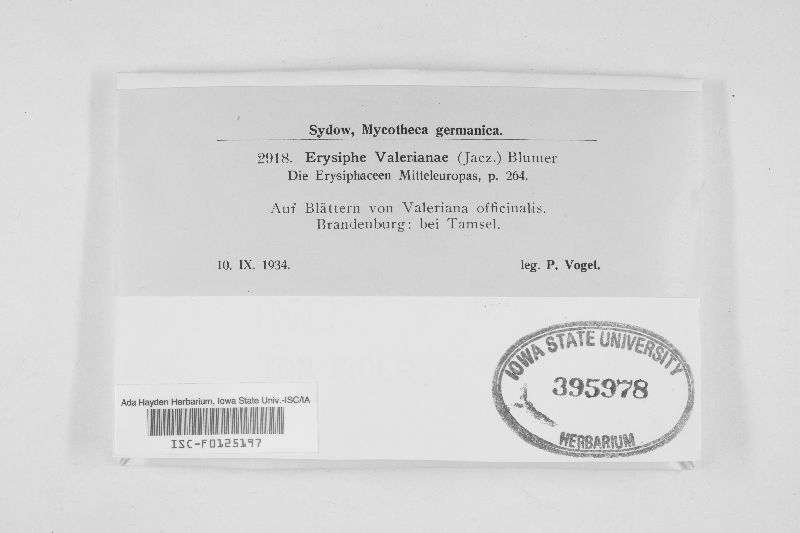 Sydow, Mycotheca germanica.
2918. Erysiphe Valerianae (Jacz.) Blumer
Die Erysiphaceen Mitteleuropas, p. 264.
Auf Blättern von Valeriana officinalis.
Brandenburg: bei Tamsel.
10. IX. 1934. leg. P. Vogel.
IOWA STATE UNIVERSITY
395978
HERBARIUM
Ada Hayden Herbarium, Iowa State Univ.-ISC/IA
ISC-F0125197